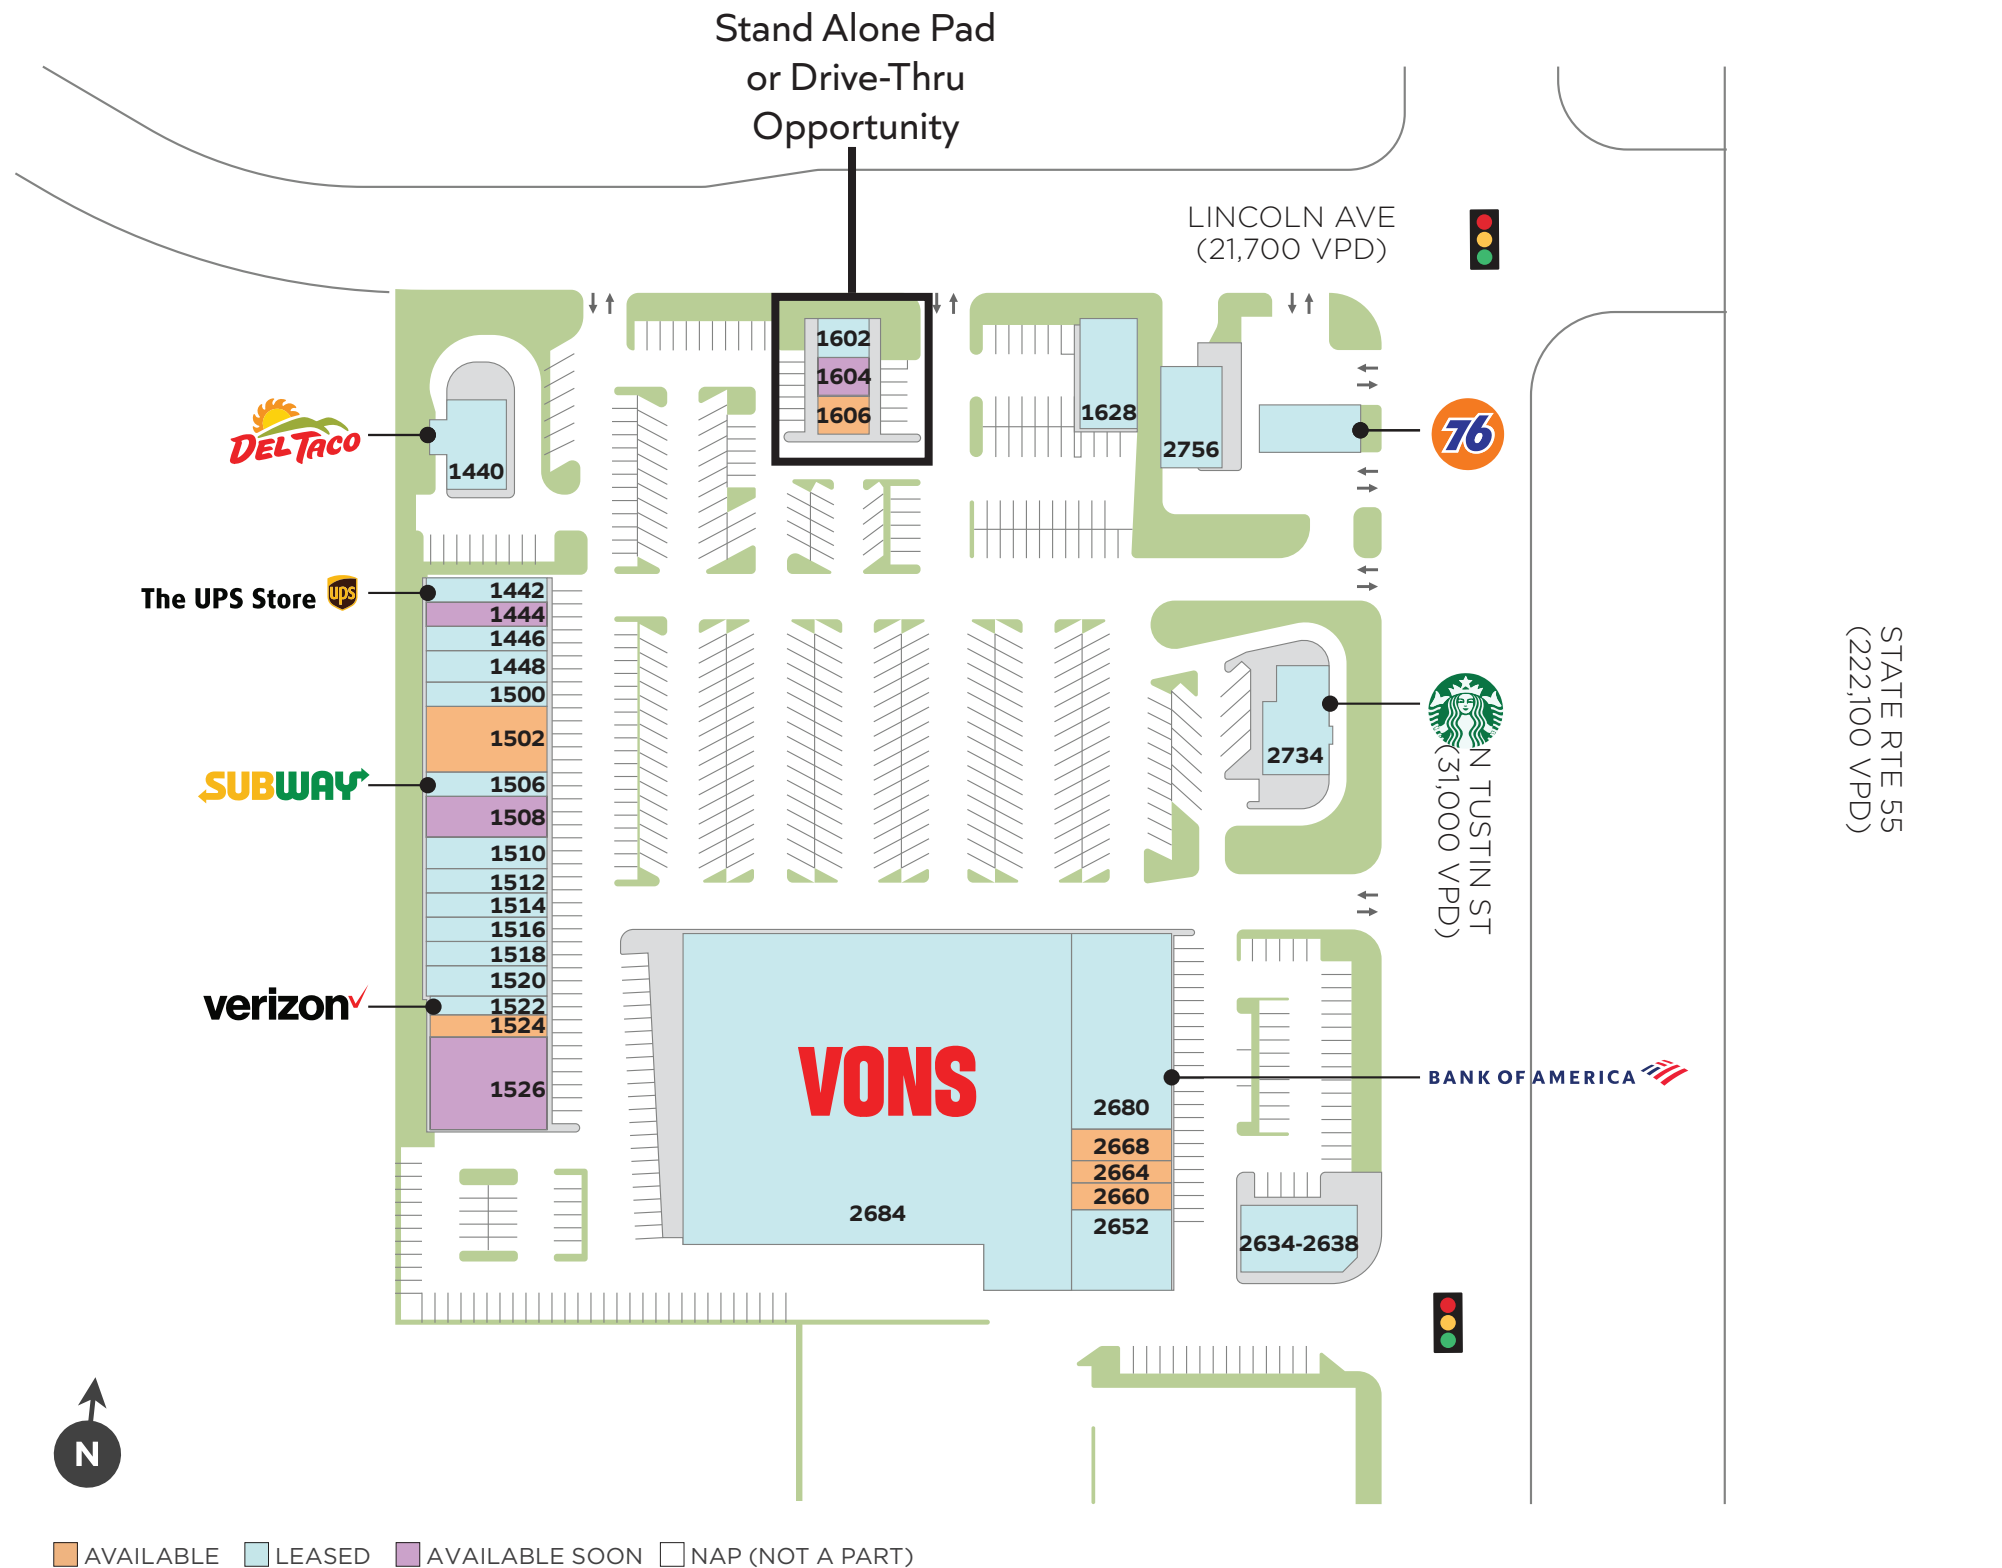 Stand Alone Pad
or Drive-Thru
Opportunity
LINCOLN AVE
(21,700 VPD)
1602
1604
1606
1628
2756
76
DEL TACO
1440
The UPS Store
ups
1442
1444
1446
1448
1500
1502
SUBWAY
1506
1508
1510
1512
1514
1516
1518
1520
verizon
1522
1524
1526
2734
N TUSTIN ST
(31,000 VPD)
STATE RTE 55
(222,100 VPD)
VONS
2684
2680
BANK OF AMERICA
2668
2664
2660
2652
2634-2638
N
AVAILABLE
LEASED
AVAILABLE SOON
NAP (NOT A PART)